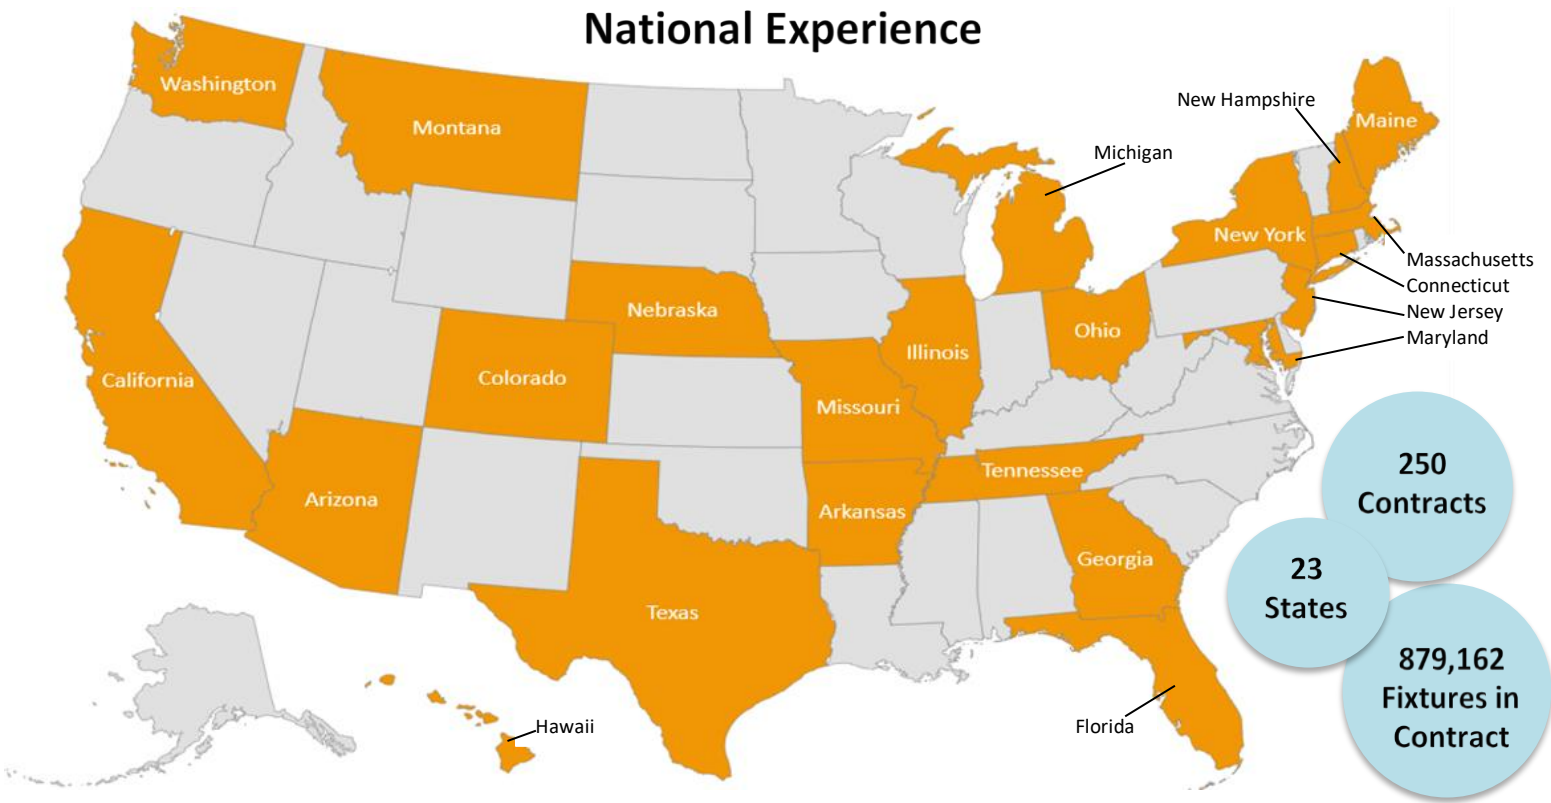 National Experience
Washington
Montana
New Hampshire
Maine
Michigan
New York
Massachusetts
Connecticut
New Jersey
Maryland
Nebraska
Ohio
Illinois
California
Colorado
Missouri
Tennessee
Arizona
Arkansas
Georgia
Texas
Hawaii
Florida
250
Contracts
23
States
879,162
Fixtures in
Contract